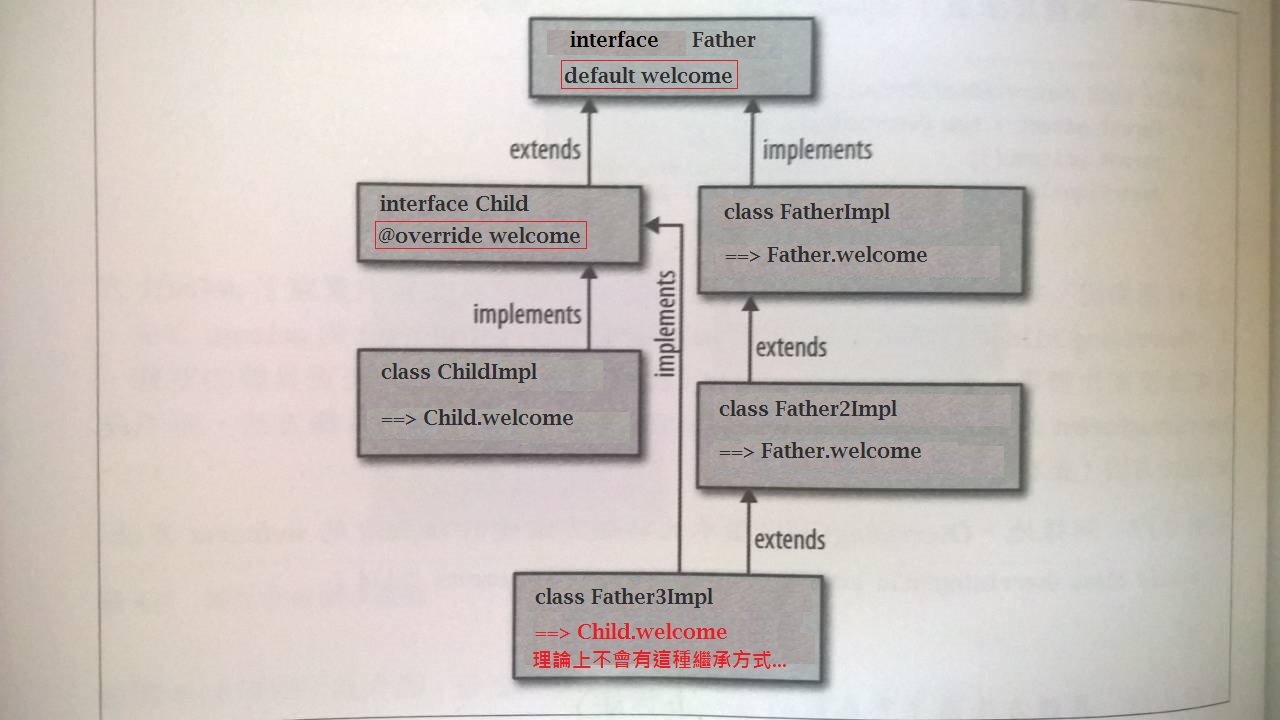 interface Father
default welcome
extends
implements
interface Child
@override welcome
class FatherImpl
==> Father.welcome
implements
implements
extends
class ChildImpl
==> Child.welcome
class Father2Impl
==> Father.welcome
extends
class Father3Impl
==> Child.welcome
理論上不會有這種繼承方式...